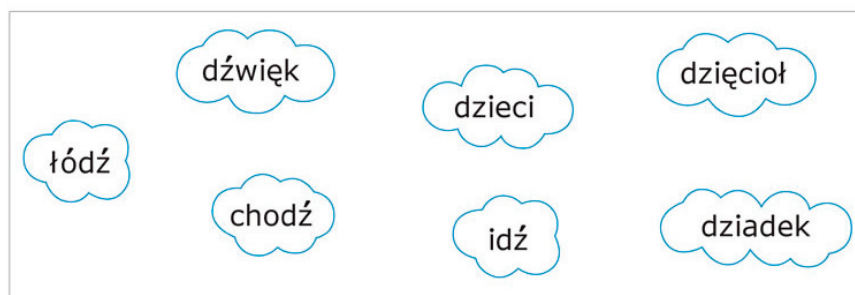 dźwięk
dzieci
dzięcioł
łódź
chodź
idź
dziadek